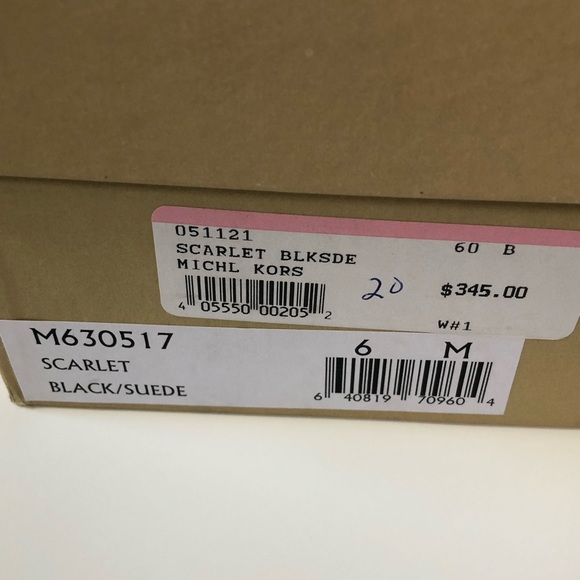 051121
SCARLET BLKSDE 60 B
MICHL KORS
20 $345.00
4 05550 00205 2
W#1
M630517 6 M
SCARLET
BLACK/SUEDE
6 40819 70960 4